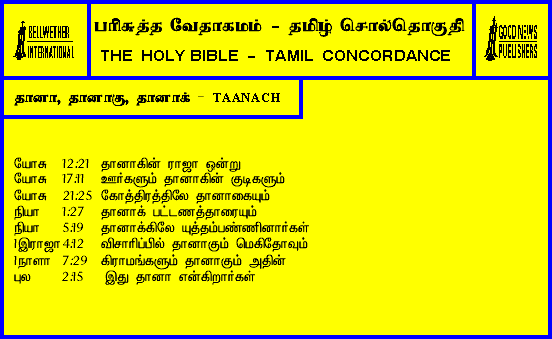 BELLWETHER
INTERNATIONAL
பரிசுத்த வேதாகமம் - தமிழ் சொல்தொகுதி
THE HOLY BIBLE - TAMIL CONCORDANCE
GOOD NEWS
PUBLISHERS
தானா, தானாகு, தானாக் - TAANACH
யோசு 12:21 தானாகின் ராஜா ஒன்று
யோசு 17:11 ஊர்களும் தானாகின் குடிகளும்
யோசு 21:25 கோத்திரத்திலே தானாகையும்
நியா 1:27 தானாக் பட்டணத்தாரையும்
நியா 5:19 தானாக்கிலே யுத்தம்பண்ணினார்கள்
1இராஜா 4:12 விசாரிப்பில் தானாகும் மெகிதோவும்
1நாளா 7:29 கிராமங்களும் தானாகும் அதின்
புல 2:15 இது தானா என்கிறார்கள்